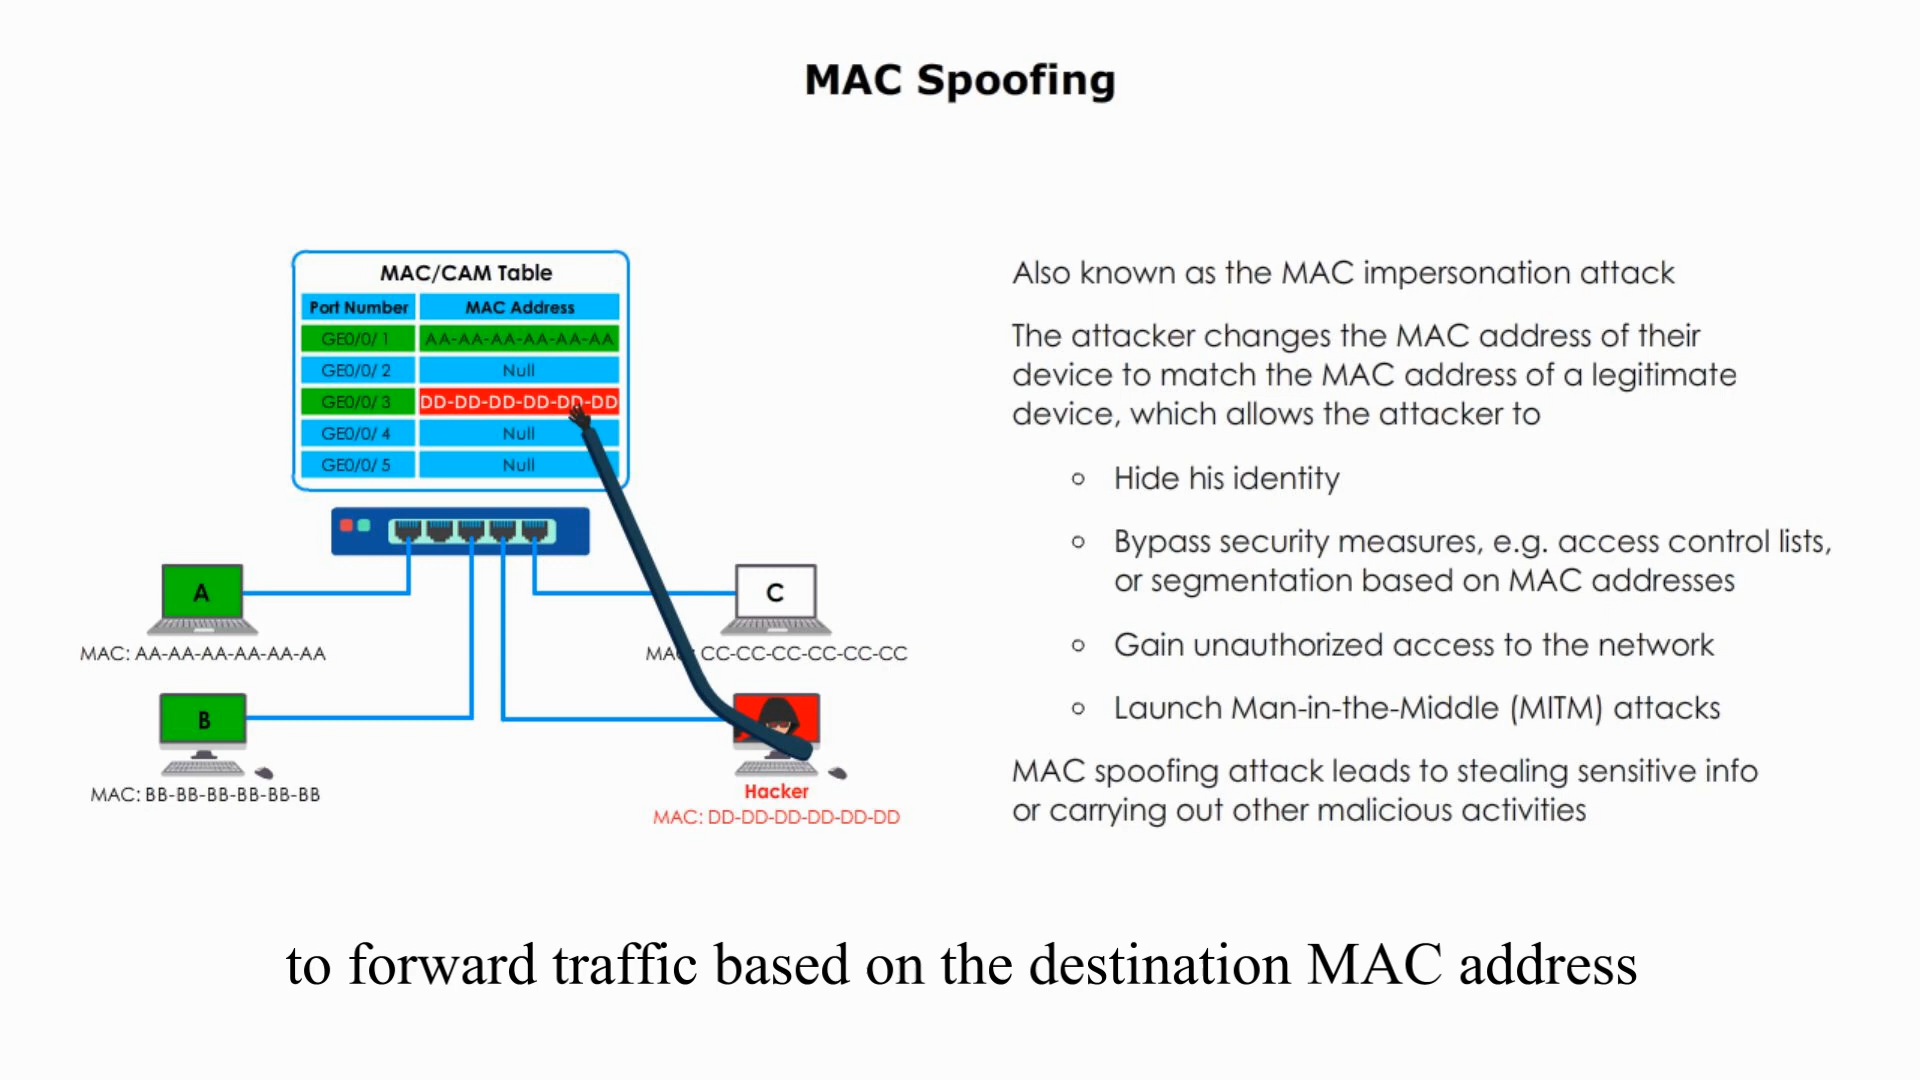 MAC Spoofing
MAC/CAM Table
Port Number MAC Address
GE0/0/1 AA-AA-AA-AA-AA-AA
GE0/0/2 Null
GE0/0/3 DD-DD-DD-DD-DD-DD
GE0/0/4 Null
GE0/0/5 Null
A
MAC: AA-AA-AA-AA-AA-AA
B
MAC: BB-BB-BB-BB-BB-BB
C
MAC: CC-CC-CC-CC-CC-CC
Hacker
MAC: DD-DD-DD-DD-DD-DD
Also known as the MAC impersonation attack
The attacker changes the MAC address of their
device to match the MAC address of a legitimate
device, which allows the attacker to
Hide his identity
Bypass security measures, e.g. access control lists,
or segmentation based on MAC addresses
Gain unauthorized access to the network
Launch Man-in-the-Middle (MITM) attacks
MAC spoofing attack leads to stealing sensitive info
or carrying out other malicious activities
to forward traffic based on the destination MAC address